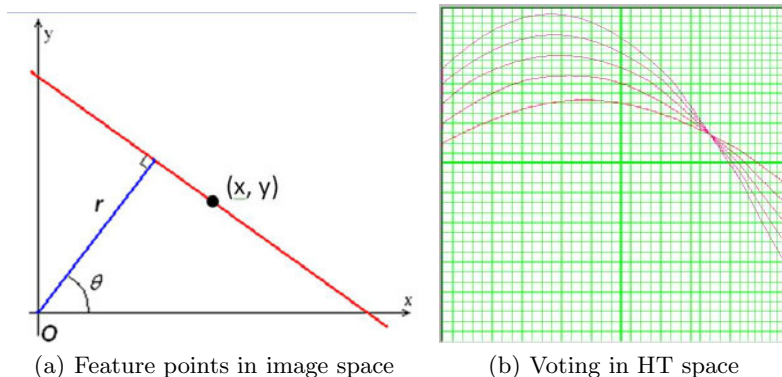 y
(x, y)
r
θ
x
O
(a) Feature points in image space
(b) Voting in HT space